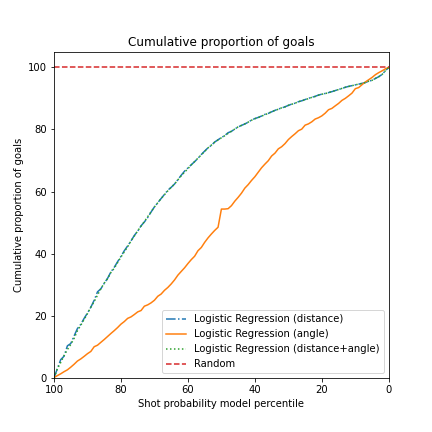 Cumulative proportion of goals
Cumulative proportion of goals
100
80
60
40
20
0
100 80 60 40 20 0
Shot probability model percentile
Logistic Regression (distance)
Logistic Regression (angle)
Logistic Regression (distance+angle)
Random